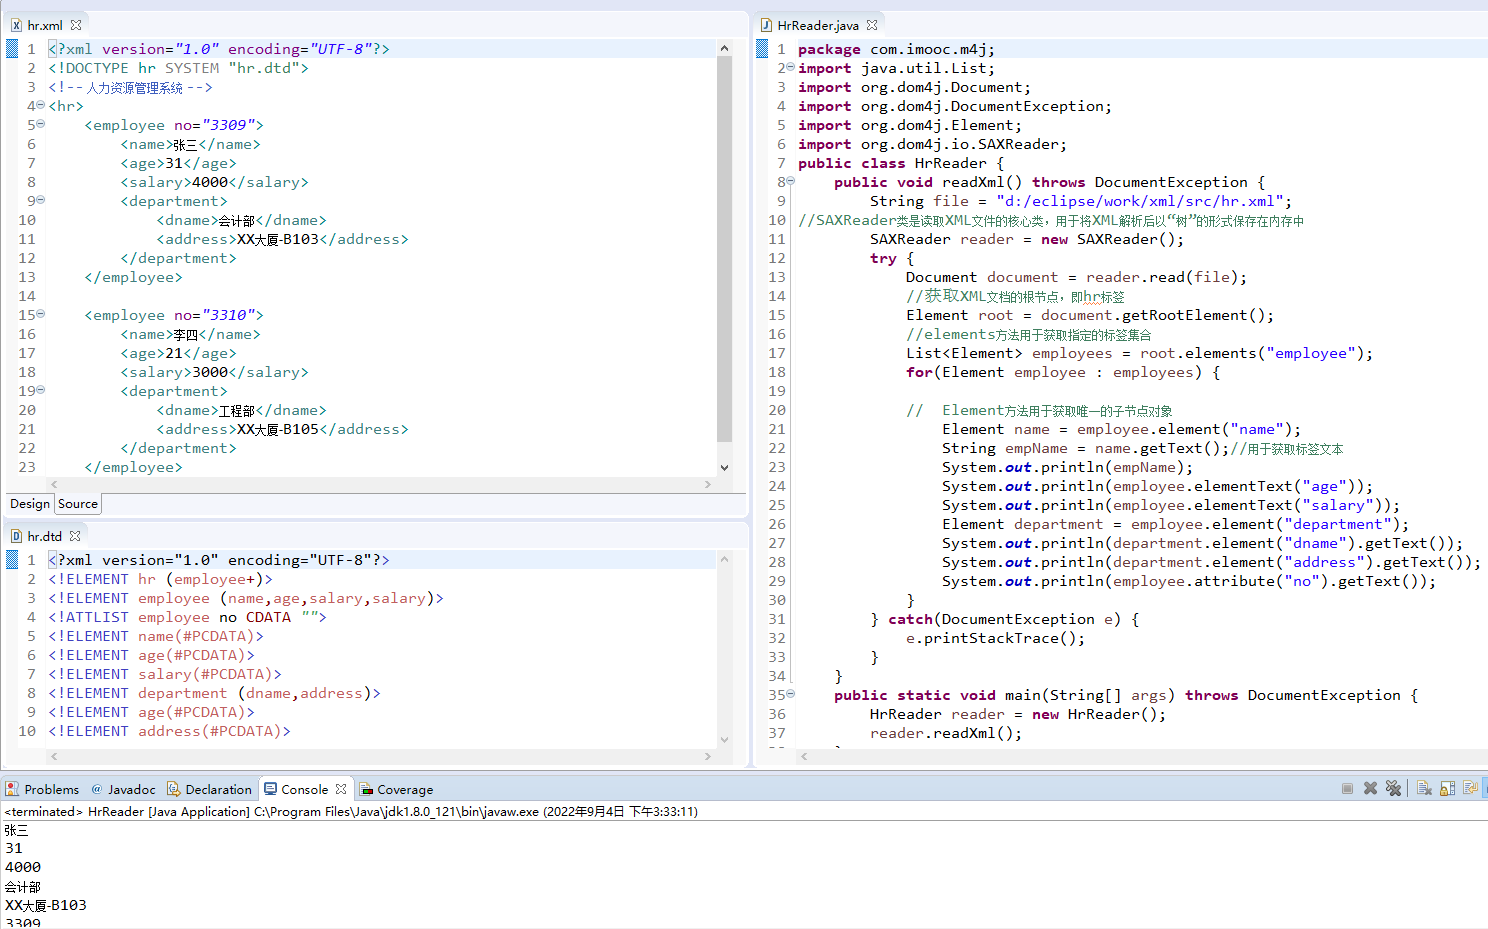 hr.xml
1 <?xml version="1.0" encoding="UTF-8"?>
2 <!DOCTYPE hr SYSTEM "hr.dtd">
3 <!-- 人力资源管理系统 -->
4 <hr>
5     <employee no="3309">
6         <name>张三</name>
7         <age>31</age>
8         <salary>4000</salary>
9         <department>
10             <dname>会计部</dname>
11             <address>XX大厦-B103</address>
12         </department>
13     </employee>
14
15     <employee no="3310">
16         <name>李四</name>
17         <age>21</age>
18         <salary>3000</salary>
19         <department>
20             <dname>工程部</dname>
21             <address>XX大厦-B105</address>
22         </department>
23     </employee>
Design Source
hr.dtd
1 <?xml version="1.0" encoding="UTF-8"?>
2 <!ELEMENT hr (employee+)>
3 <!ELEMENT employee (name,age,salary,salary)>
4 <!ATTLIST employee no CDATA "">
5 <!ELEMENT name(#PCDATA)>
6 <!ELEMENT age(#PCDATA)>
7 <!ELEMENT salary(#PCDATA)>
8 <!ELEMENT department (dname,address)>
9 <!ELEMENT age(#PCDATA)>
10 <!ELEMENT address(#PCDATA)>
HrReader.java
1 package com.imooc.m4j;
2 import java.util.List;
3 import org.dom4j.Document;
4 import org.dom4j.DocumentException;
5 import org.dom4j.Element;
6 import org.dom4j.io.SAXReader;
7 public class HrReader {
8     public void readXml() throws DocumentException {
9         String file = "d:/eclipse/work/xml/src/hr.xml";
10 //SAXReader类是读取XML文件的核心类，用于将XML解析后以“树”的形式保存在内存中
11         SAXReader reader = new SAXReader();
12         try {
13             Document document = reader.read(file);
14             //获取XML文档的根节点，即hr标签
15             Element root = document.getRootElement();
16             //elements方法用于获取指定的标签集合
17             List<Element> employees = root.elements("employee");
18             for(Element employee : employees) {
19
20             //  Element方法用于获取唯一的子节点对象
21                 Element name = employee.element("name");
22                 String empName = name.getText();//用于获取标签文本
23                 System.out.println(empName);
24                 System.out.println(employee.elementText("age"));
25                 System.out.println(employee.elementText("salary"));
26                 Element department = employee.element("department");
27                 System.out.println(department.element("dname").getText());
28                 System.out.println(department.element("address").getText());
29                 System.out.println(employee.attribute("no").getText());
30             }
31         } catch(DocumentException e) {
32             e.printStackTrace();
33         }
34     }
35     public static void main(String[] args) throws DocumentException {
36         HrReader reader = new HrReader();
37         reader.readXml();
Problems @ Javadoc Declaration Console Coverage
<terminated> HrReader [Java Application] C:\Program Files\Java\jdk1.8.0_121\bin\javaw.exe (2022年9月4日 下午3:33:11)
张三
31
4000
会计部
XX大厦-B103
3309